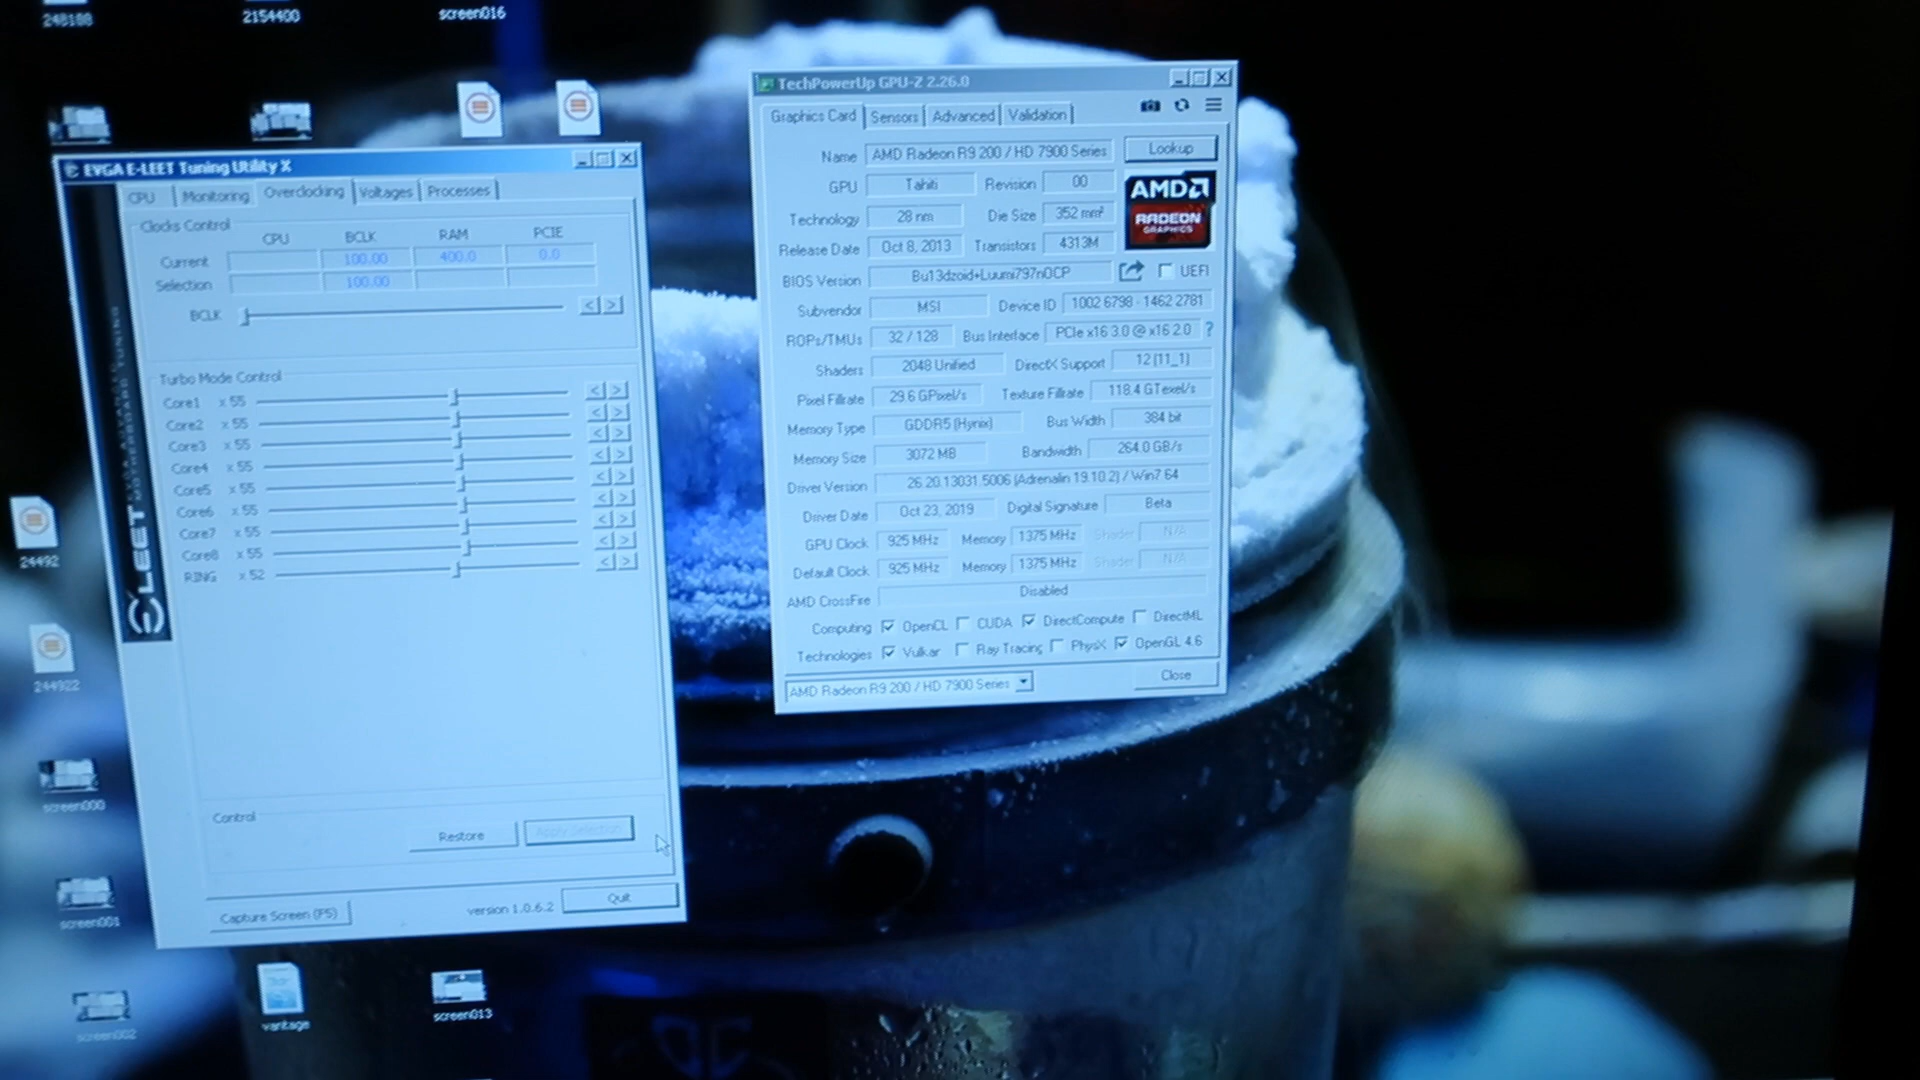 248188
2154400
screen016
EVGA E-LEET Tuning Utility X
CPU Monitoring Overclocking Voltages Processes
Clocks Control
CPU BCLK RAM PCIE
Current 100.00 400.0 0.0
Selection 100.00
BCLK < >
Turbo Mode Control
Core1 x 55 < >
Core2 x 55 < >
Core3 x 55 < >
Core4 x 55 < >
Core5 x 55 < >
Core6 x 55 < >
Core7 x 55 < >
Core8 x 55 < >
RING x 52 < >
Control
Restore Apply Selection
Capture Screen (F5) version 1.0.6.2 Quit
E-LEET
TechPowerUp GPU-Z 2.26.0
Graphics Card Sensors Advanced Validation
Name AMD Radeon R9 200 / HD 7900 Series Lookup
GPU Tahiti Revision 00
AMD
RADEON
GRAPHICS
Technology 28 nm Die Size 352 mm²
Release Date Oct 8, 2013 Transistors 4313M
BIOS Version Bu13dzoid+Luumi797nOCP UEFI
Subvendor MSI Device ID 1002 6798 - 1462 2781
ROPs/TMUs 32 / 128 Bus Interface PCIe x16 3.0 @ x16 2.0 ?
Shaders 2048 Unified DirectX Support 12 (11_1)
Pixel Fillrate 29.6 GPixel/s Texture Fillrate 118.4 GTexel/s
Memory Type GDDR5 (Hynix) Bus Width 384 bit
Memory Size 3072 MB Bandwidth 264.0 GB/s
Driver Version 26.20.13031.5006 (Adrenalin 19.10.2) / Win7 64
Driver Date Oct 23, 2019 Digital Signature Beta
GPU Clock 925 MHz Memory 1375 MHz Shader N/A
Default Clock 925 MHz Memory 1375 MHz Shader N/A
AMD CrossFire Disabled
Computing OpenCL CUDA DirectCompute DirectML
Technologies Vulkan Ray Tracing PhysX OpenGL 4.6
AMD Radeon R9 200 / HD 7900 Series Close
24492
244922
screen000
screen001
screen002
vantage
screen013